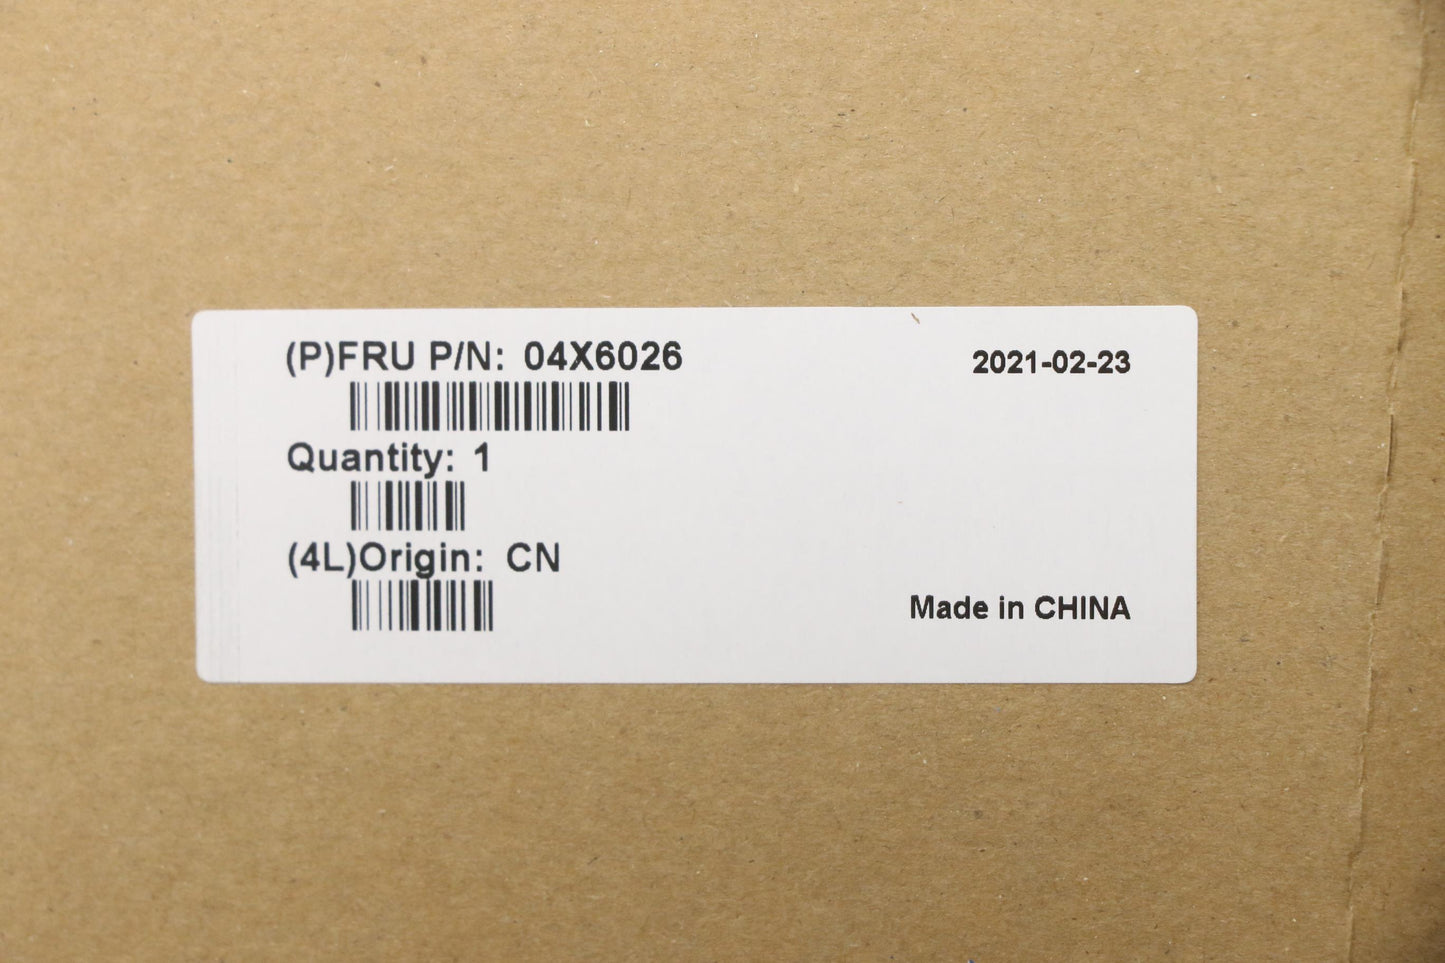 (P)FRU P/N: 04X6026
2021-02-23
Quantity: 1
(4L)Origin: CN
Made in CHINA